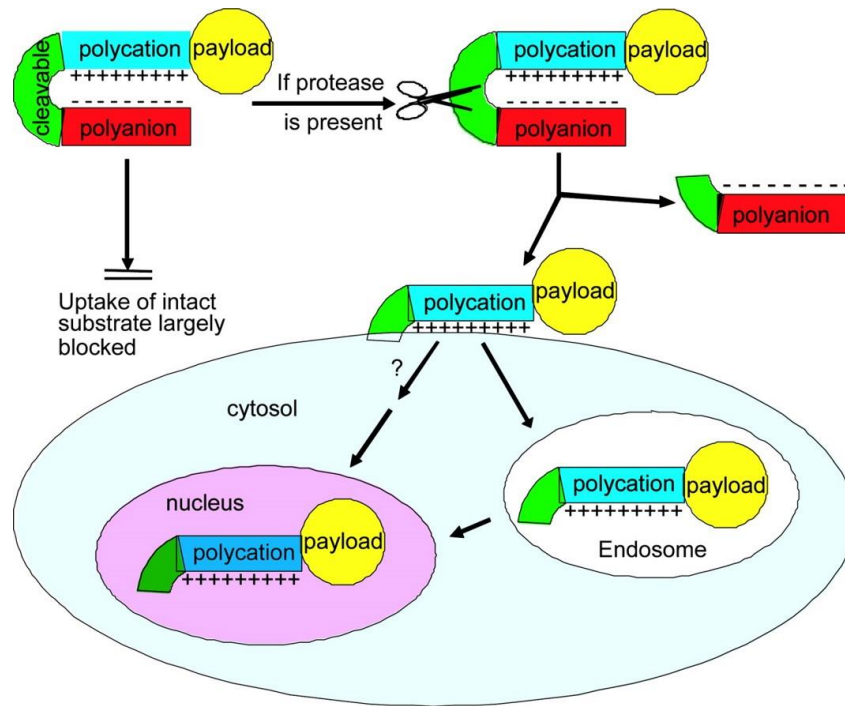 cleavable
polycation
payload
+++++++++
- - - - - - - - -
polyanion
If protease
is present
polycation
payload
+++++++++
- - - - - - - - -
polyanion
- - - - - - - - -
polyanion
Uptake of intact
substrate largely
blocked
polycation
payload
+++++++++
?
cytosol
nucleus
polycation
payload
+++++++++
polycation
payload
+++++++++
Endosome